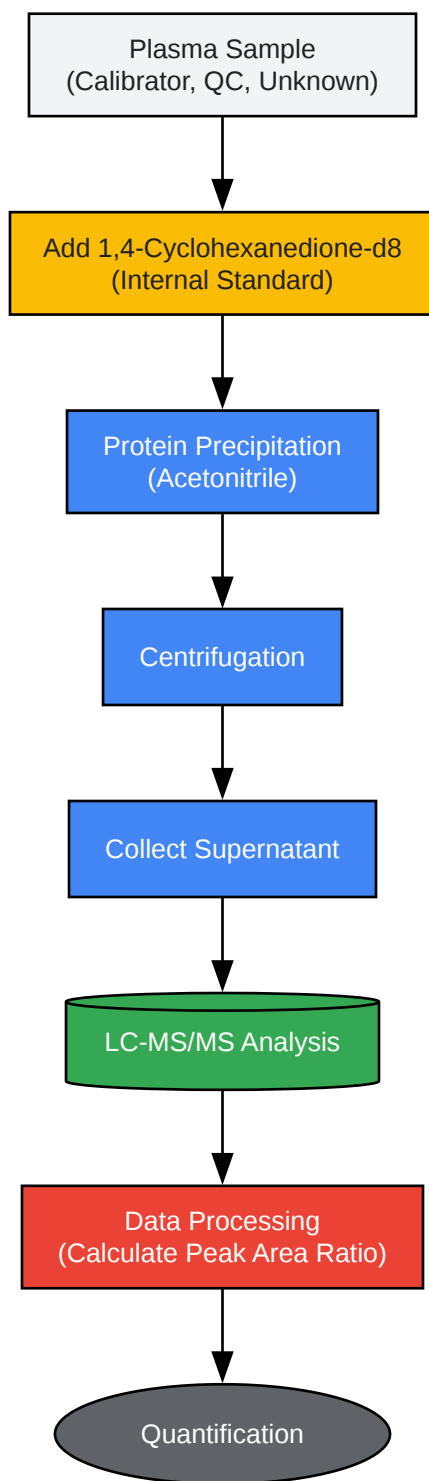 Plasma Sample
(Calibrator, QC, Unknown)
Add 1,4-Cyclohexanedione-d8
(Internal Standard)
Protein Precipitation
(Acetonitrile)
Centrifugation
Collect Supernatant
LC-MS/MS Analysis
Data Processing
(Calculate Peak Area Ratio)
Quantification